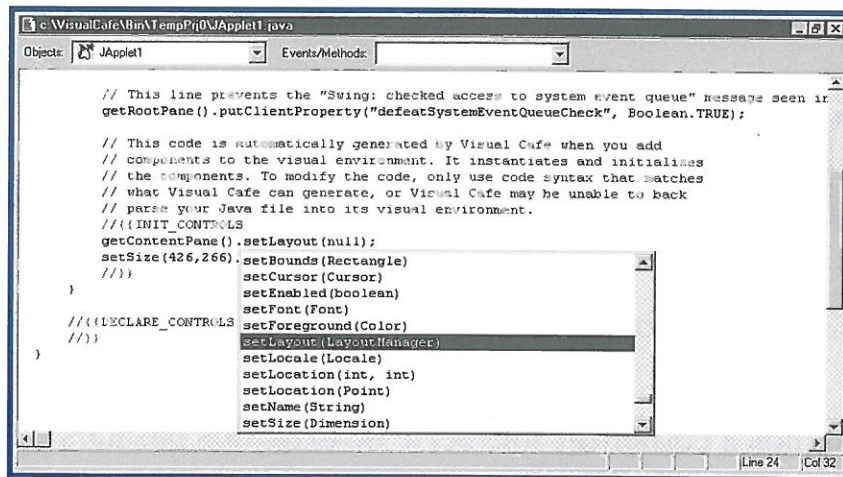 c:\VisualCafe\Bin\TempPrj0\JApplet1.java
Objects: JApplet1 Events/Methods:
// This line prevents the "Swing: checked access to system event queue" message seen in
getRootPane().putClientProperty("defeatSystemEventQueueCheck", Boolean.TRUE);
// This code is automatically generated by Visual Cafe when you add
// components to the visual environment. It instantiates and initializes
// the components. To modify the code, only use code syntax that matches
// what Visual Cafe can generate, or Visual Cafe may be unable to back
// parse your Java file into its visual environment.
//{{INIT_CONTROLS
getContentPane().setLayout(null);
setSize(426,266).
//}}
}
//{{DECLARE_CONTROLS
//}}
}
setBounds(Rectangle)
setCursor(Cursor)
setEnabled(boolean)
setFont(Font)
setForeground(Color)
setLayout(LayoutManager)
setLocale(Locale)
setLocation(int, int)
setLocation(Point)
setName(String)
setSize(Dimension)
Line 24 Col 32